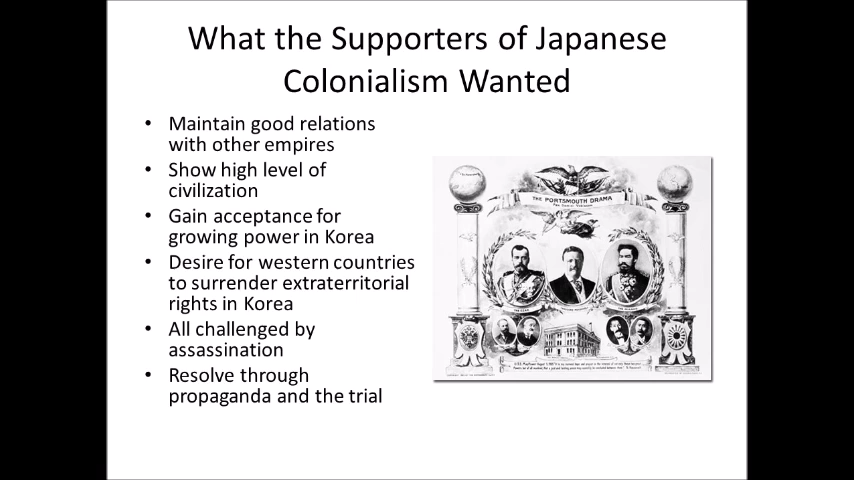 What the Supporters of Japanese
Colonialism Wanted
• Maintain good relations
with other empires
• Show high level of
civilization
• Gain acceptance for
growing power in Korea
• Desire for western countries
to surrender extraterritorial
rights in Korea
• All challenged by
assassination
• Resolve through
propaganda and the trial
THE PORTSMOUTH DRAMA